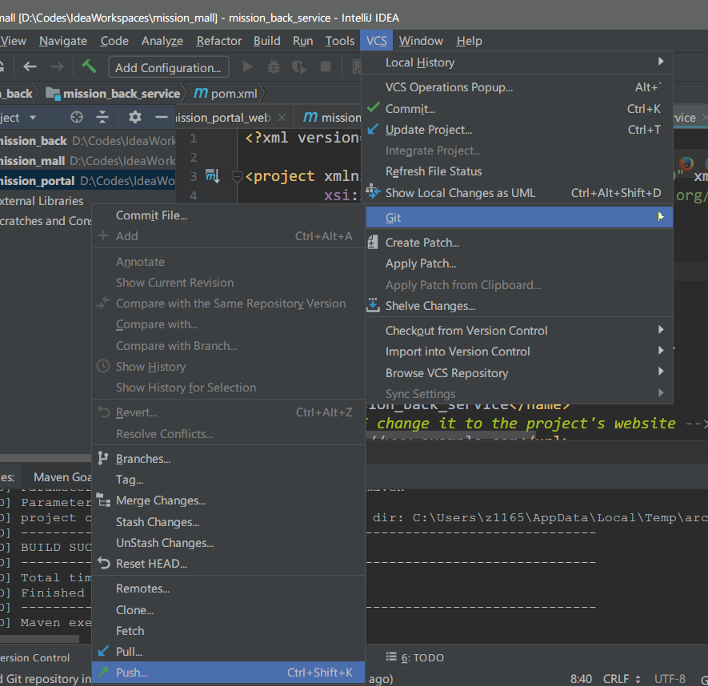 mall [D:\Codes\IdeaWorkspaces\mission_mall] - mission_back_service - IntelliJ IDEA
View Navigate Code Analyze Refactor Build Run Tools VCS Window Help
Add Configuration...
_back mission_back_service pom.xml
ject
ission_portal_web
mission
vice
mission_back D:\Codes\IdeaWork
mission_mall D:\Codes\IdeaWork
mission_portal D:\Codes\IdeaWo
xternal Libraries
cratches and Cons
1 <?xml version=
2
3 <project xmlns
4 xsi:s
0" xm
org/
Local History
VCS Operations Popup... Alt+`
Commit... Ctrl+K
Update Project... Ctrl+T
Integrate Project...
Refresh File Status
Show Local Changes as UML Ctrl+Alt+Shift+D
Git
Create Patch...
Apply Patch...
Apply Patch from Clipboard...
Shelve Changes...
Checkout from Version Control
Import into Version Control
Browse VCS Repository
Sync Settings
Commit File...
Add Ctrl+Alt+A
Annotate
Show Current Revision
Compare with the Same Repository Version
Compare with...
Compare with Branch...
Show History
Show History for Selection
Revert... Ctrl+Alt+Z
Resolve Conflicts...
Branches...
Tag...
Merge Changes...
Stash Changes...
UnStash Changes...
Reset HEAD...
Remotes...
Clone...
Fetch
Pull...
Push... Ctrl+Shift+K
ion_back_service</name>
change it to the project's website --
es: Maven Goa
O] Parameter
O] project c
dir: C:\Users\z1165\AppData\Local\Temp\arc
O] ----------
O] BUILD SUC
O] ----------
O] Total tim
O] Finished
O] ----------
O] Maven exe
ersion Control
6: TODO
d Git repository in
ago)
8:40 CRLF UTF-8